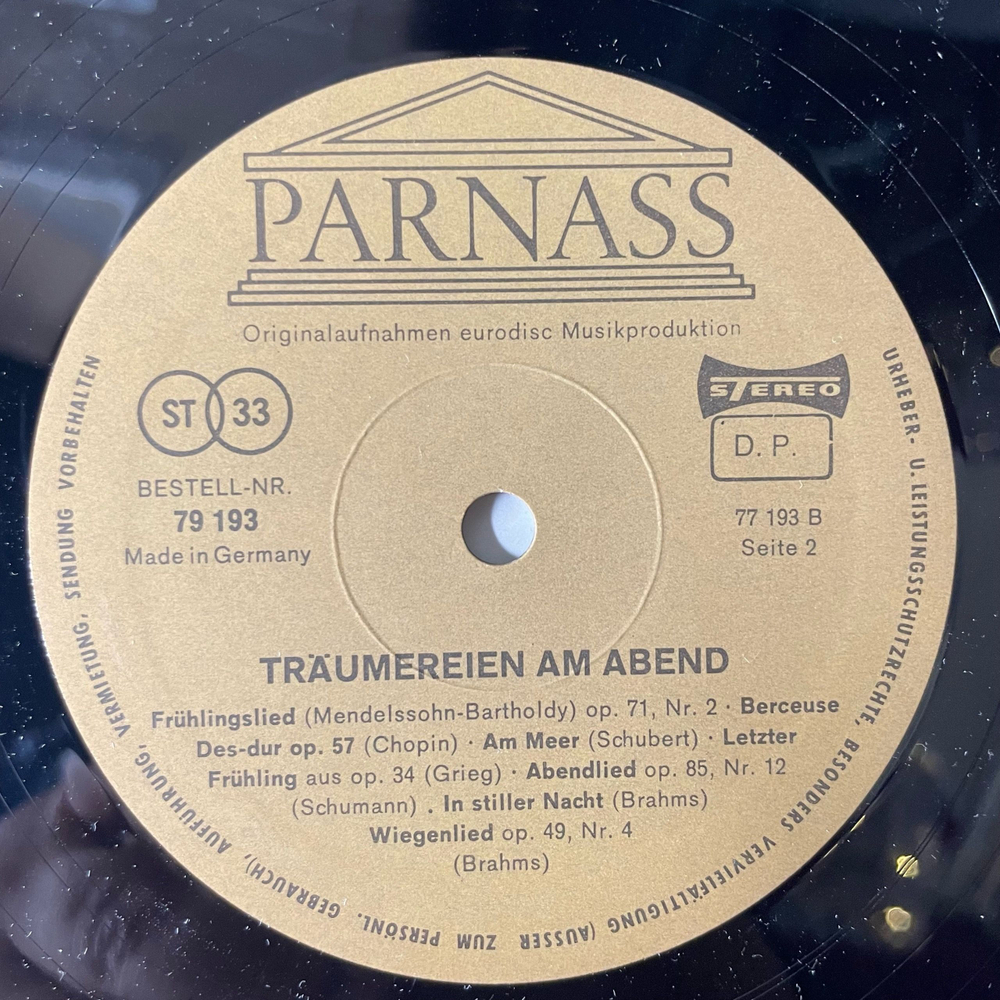 PARNASS
Originalaufnahmen eurodisc Musikproduktion
ST 33
BESTELL-NR.
79 193
Made in Germany
STEREO
D. P.
77 193 B
Seite 2
TRÄUMEREIEN AM ABEND
Frühlingslied (Mendelssohn-Bartholdy) op. 71, Nr. 2 · Berceuse
Des-dur op. 57 (Chopin) · Am Meer (Schubert) · Letzter
Frühling aus op. 34 (Grieg) · Abendlied op. 85, Nr. 12
(Schumann) . In stiller Nacht (Brahms)
Wiegenlied op. 49, Nr. 4
(Brahms)
URHEBER- U. LEISTUNGSSCHUTZRECHTE, BESONDERS VERVIELFÄLTIGUNG (AUSSER ZUM PERSÖNL. GEBRAUCH), AUFFÜHRUNG, VERMIETUNG, SENDUNG VORBEHALTEN